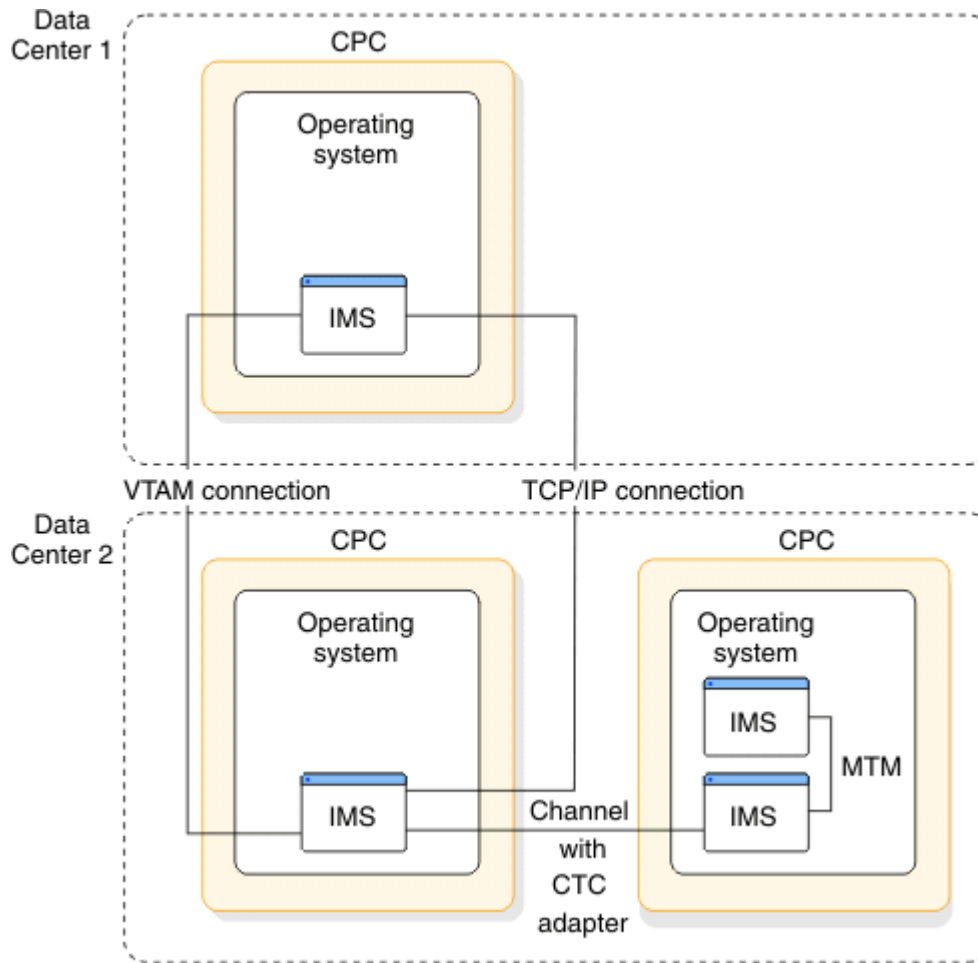 Data
Center 1
CPC
Operating
system
IMS
VTAM connection
TCP/IP connection
Data
Center 2
CPC
Operating
system
IMS
Channel
with
CTC
adapter
CPC
Operating
system
IMS
IMS
MTM